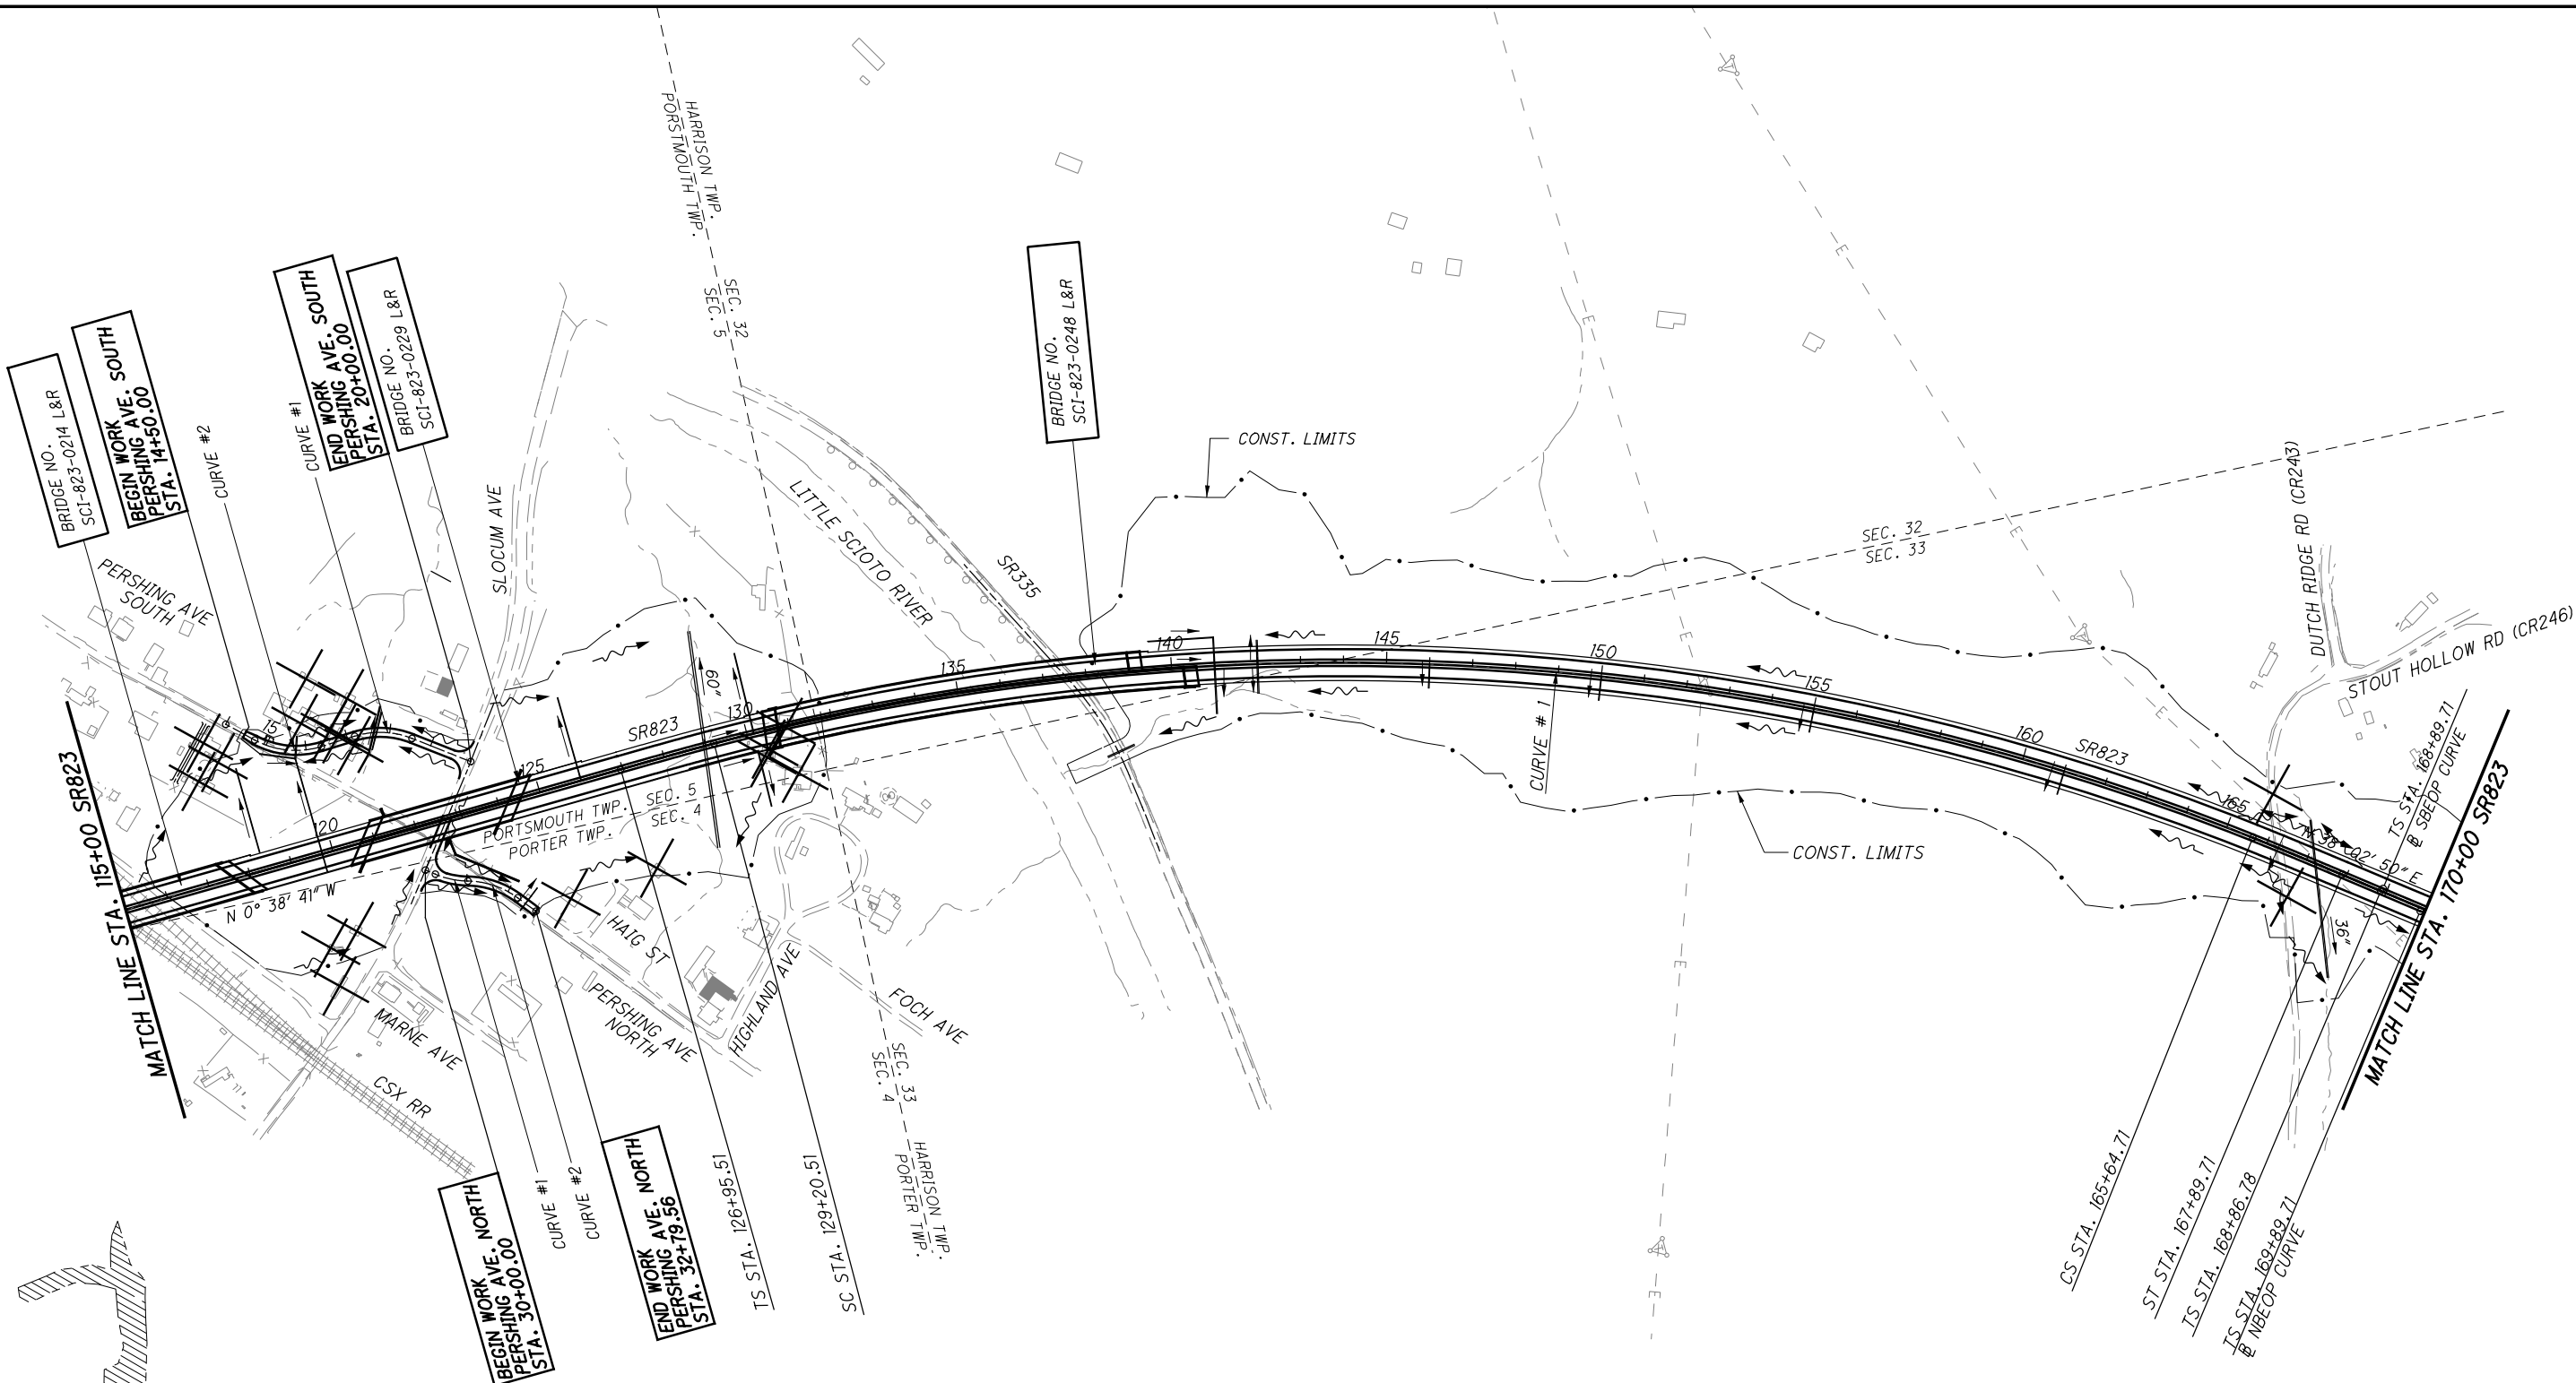 HARRISON TWP.
PORSTMOUTH TWP.
SEC. 32
SEC. 5
BRIDGE NO.
SCI-823-0214 L&R
BEGIN WORK
PERSHING AVE. SOUTH
STA. 14+50.00
CURVE #2
CURVE #1
END WORK
PERSHING AVE. SOUTH
STA. 20+00.00
BRIDGE NO.
SCI-823-0229 L&R
BRIDGE NO.
SCI-823-0248 L&R
CONST. LIMITS
SLOCUM AVE
LITTLE SCIOTO RIVER
SR335
SEC. 32
SEC. 33
DUTCH RIDGE RD (CR243)
STOUT HOLLOW RD (CR246)
PERSHING AVE
SOUTH
MATCH LINE STA. 115+00 SR823
15
120
125
SR823
130
135
140
145
150
155
160
SR823
165
60"
N 0° 38' 41" W
PORTSMOUTH TWP.
PORTER TWP.
SEC. 5
SEC. 4
CURVE # 1
CONST. LIMITS
N 38° 02' 50" E
TS STA. 168+89.71
SBEOP CURVE
MATCH LINE STA. 170+00 SR823
36"
HAIG ST
PERSHING AVE
NORTH
HIGHLAND AVE
FOCH AVE
MARNE AVE
CSX RR
SEC. 33
SEC. 4
HARRISON TWP.
PORTER TWP.
BEGIN WORK
PERSHING AVE. NORTH
STA. 30+00.00
CURVE #1
CURVE #2
END WORK
PERSHING AVE. NORTH
STA. 32+79.56
TS STA. 126+95.51
SC STA. 129+20.51
CS STA. 165+64.71
ST STA. 167+89.71
TS STA. 168+86.78
TS STA. 169+89.71
NBEOP CURVE
E
E
E
E
E
E
E
E
E